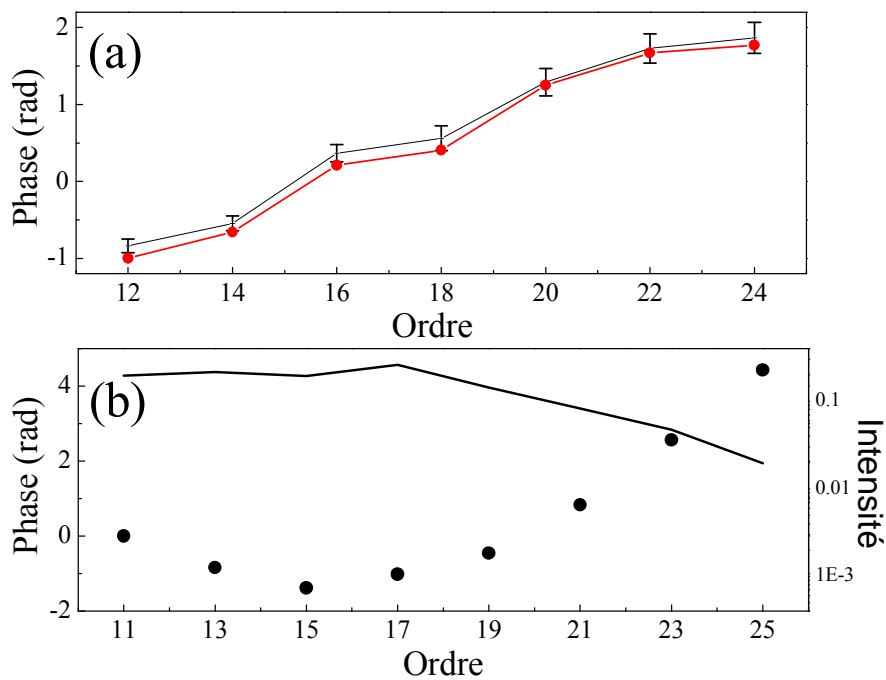 (a)
Phase (rad)
2
1
0
-1
12 14 16 18 20 22 24
Ordre
(b)
Phase (rad)
4
2
0
-2
0.1
0.01
1E-3
Intensité
11 13 15 17 19 21 23 25
Ordre